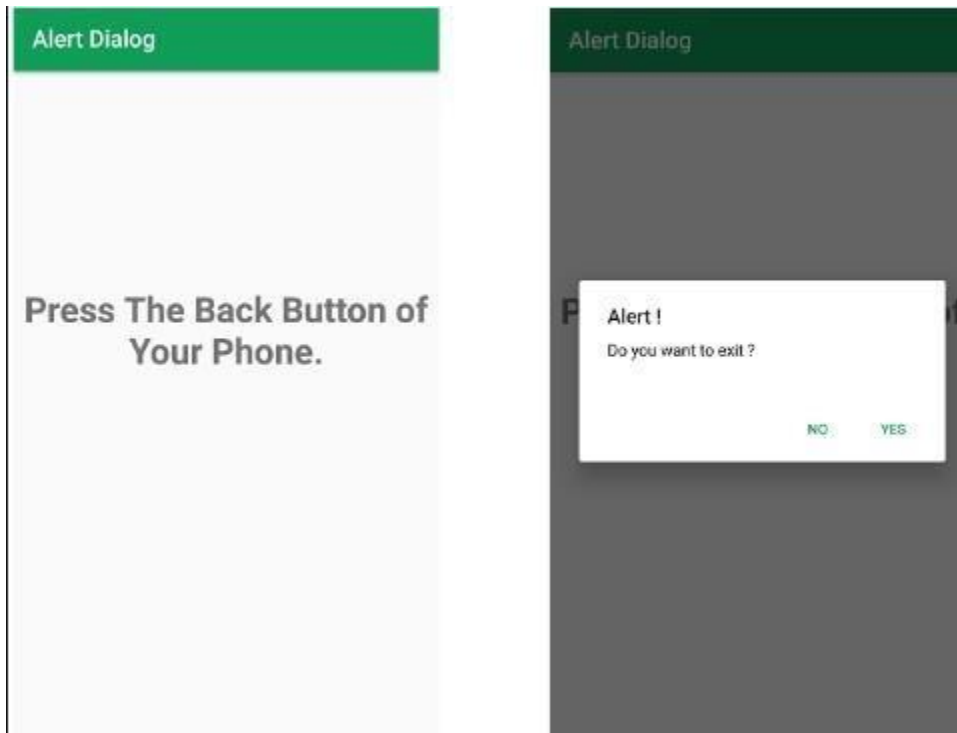 Alert Dialog
Press The Back Button of
Your Phone.
Alert Dialog
P
Alert !
Do you want to exit ?
NO YES